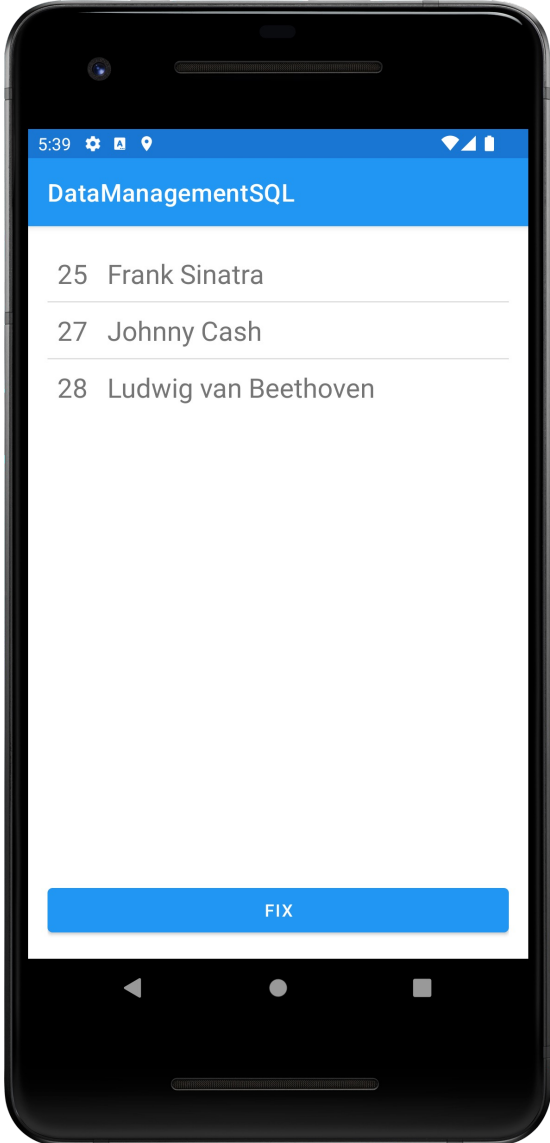 5:39
DataManagementSQL
25 Frank Sinatra
27 Johnny Cash
28 Ludwig van Beethoven
FIX